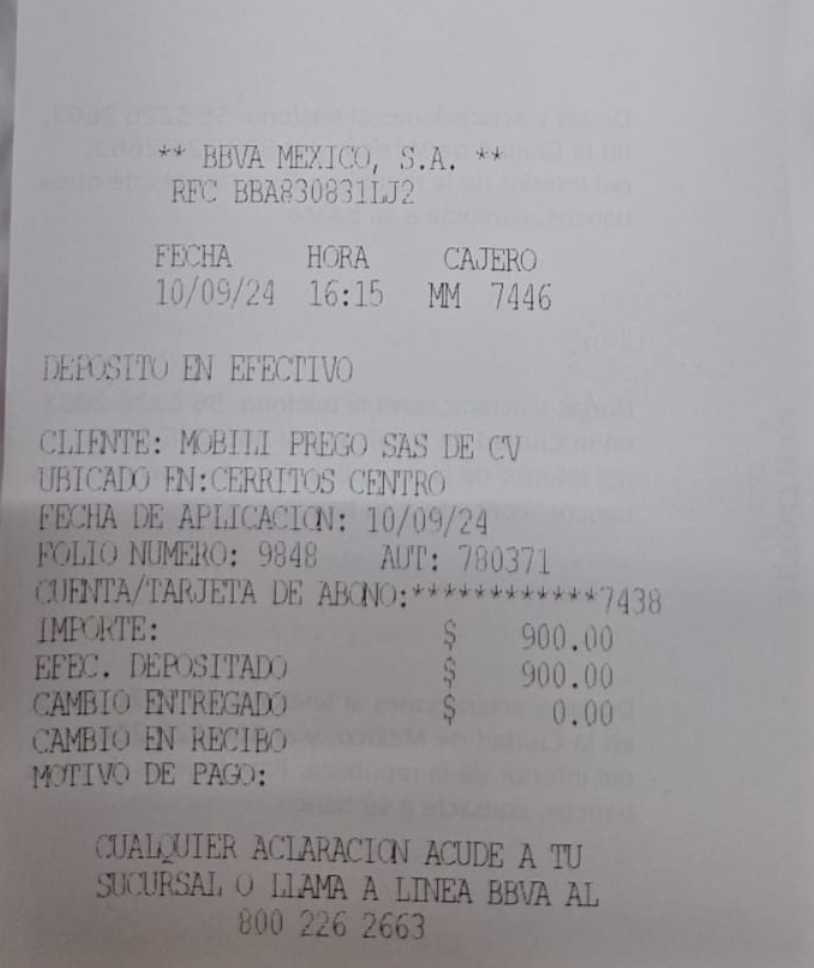 ** BBVA MEXICO, S.A. **
RFC BBA830831LJ2
FECHA HORA CAJERO
10/09/24 16:15 MM 7446
DEPOSITO EN EFECTIVO
CLIENTE: MOBILI PREGO SAS DE CV
UBICADO EN:CERRITOS CENTRO
FECHA DE APLICACION: 10/09/24
FOLIO NUMERO: 9848 AUT: 780371
CUENTA/TARJETA DE ABONO:************7438
IMPORTE: $ 900.00
EFEC. DEPOSITADO $ 900.00
CAMBIO ENTREGADO $ 0.00
CAMBIO EN RECIBO
MOTIVO DE PAGO:
CUALQUIER ACLARACION ACUDE A TU
SUCURSAL O LLAMA A LINEA BBVA AL
800 226 2663